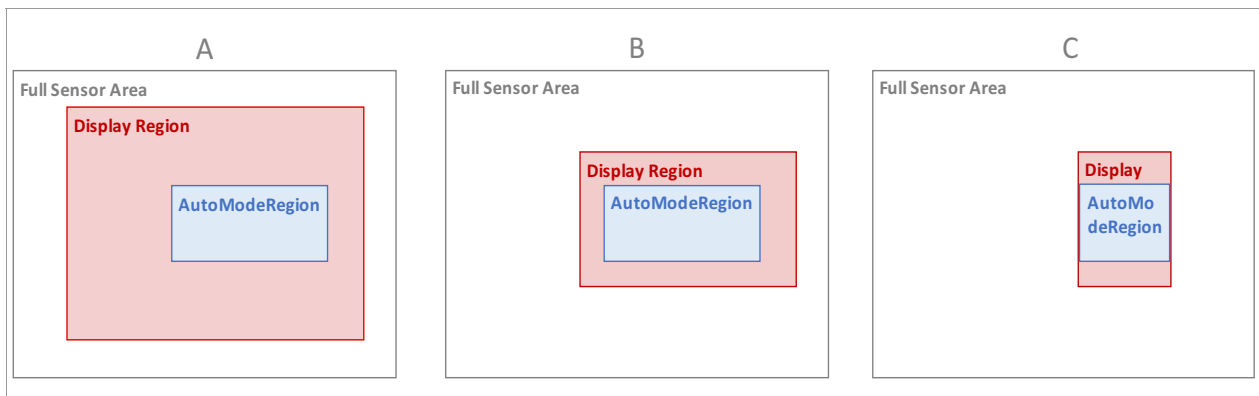 A
B
C
Full Sensor Area
Display Region
AutoModeRegion
Full Sensor Area
Display Region
AutoModeRegion
Full Sensor Area
Display
AutoMo
deRegion